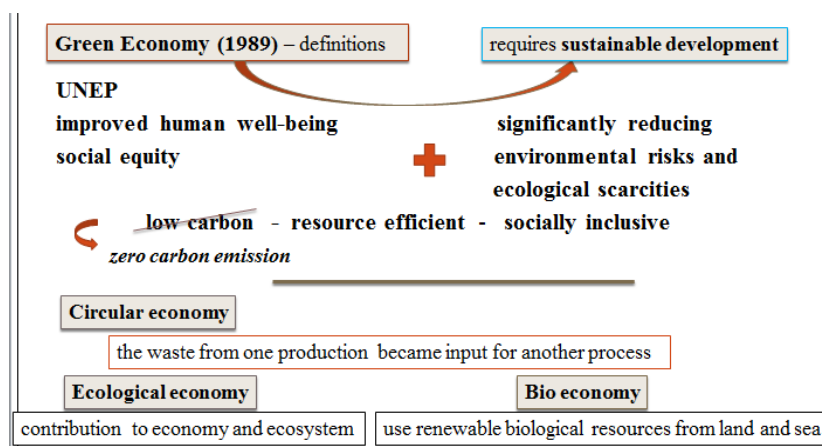 Green Economy (1989) – definitions
requires sustainable development
UNEP
improved human well-being
social equity
significantly reducing
environmental risks and
ecological scarcities
low carbon - resource efficient - socially inclusive
zero carbon emission
Circular economy
the waste from one production became input for another process
Ecological economy
Bio economy
contribution to economy and ecosystem
use renewable biological resources from land and sea